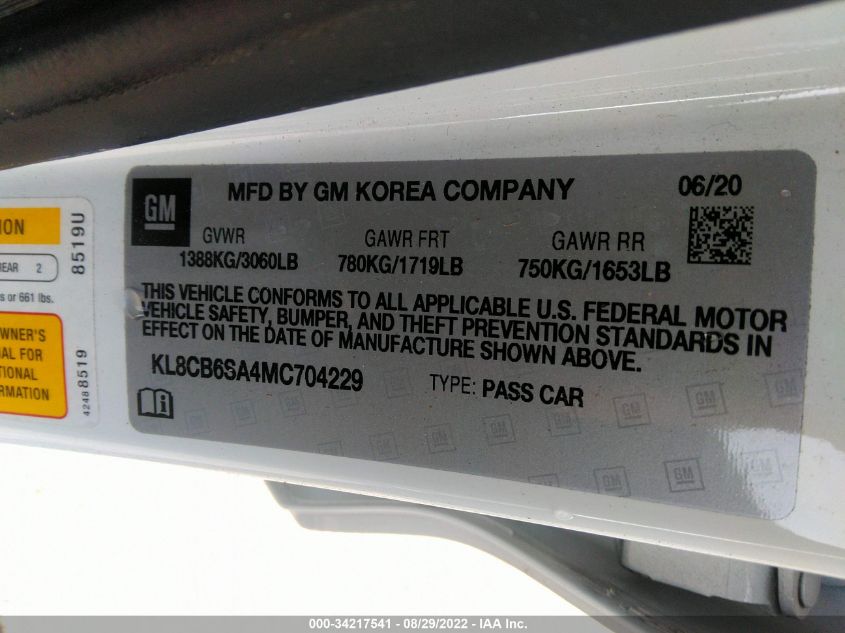 ION
REAR 2
s or 661 lbs.
OWNER'S
AL FOR
TIONAL
FORMATION
8519U
42488519
GM
MFD BY GM KOREA COMPANY
06/20
GVWR GAWR FRT GAWR RR
1388KG/3060LB 780KG/1719LB 750KG/1653LB
THIS VEHICLE CONFORMS TO ALL APPLICABLE U.S. FEDERAL MOTOR
VEHICLE SAFETY, BUMPER, AND THEFT PREVENTION STANDARDS IN
EFFECT ON THE DATE OF MANUFACTURE SHOWN ABOVE.
KL8CB6SA4MC704229 TYPE: PASS CAR
000-34217541 - 08/29/2022 - IAA Inc.